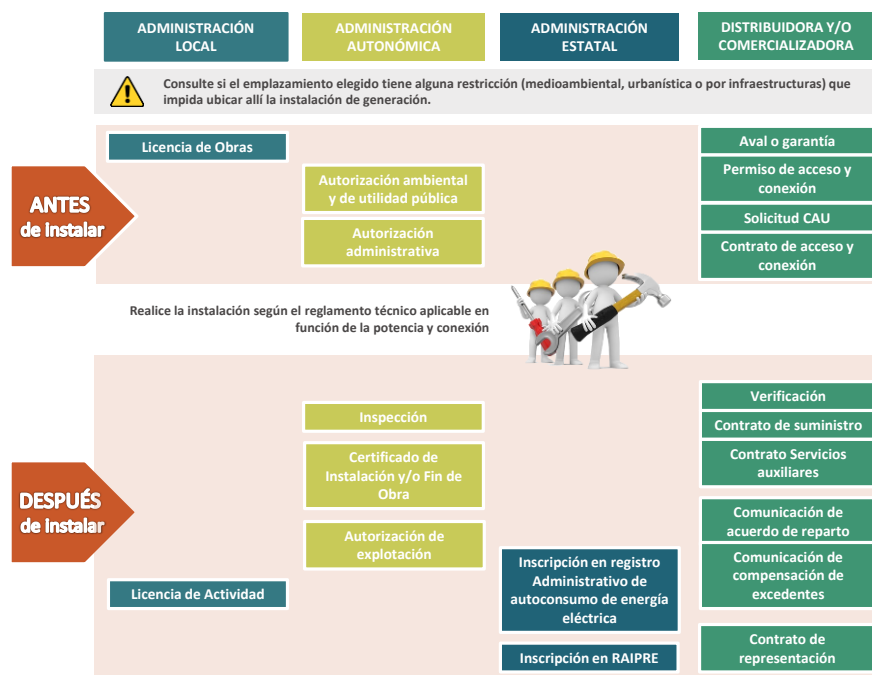 ADMINISTRACIÓN
LOCAL
ADMINISTRACIÓN
AUTONÓMICA
ADMINISTRACIÓN
ESTATAL
DISTRIBUIDORA Y/O
COMERCIALIZADORA
Consulte si el emplazamiento elegido tiene alguna restricción (medioambiental, urbanística o por infraestructuras) que
impida ubicar allí la instalación de generación.
ANTES
de instalar
Licencia de Obras
Autorización ambiental
y de utilidad pública
Autorización
administrativa
Aval o garantía
Permiso de acceso y
conexión
Solicitud CAU
Contrato de acceso y
conexión
Realice la instalación según el reglamento técnico aplicable en
función de la potencia y conexión
DESPUÉS
de instalar
Licencia de Actividad
Inspección
Certificado de
Instalación y/o Fin de
Obra
Autorización de
explotación
Inscripción en registro
Administrativo de
autoconsumo de energía
eléctrica
Inscripción en RAIPRE
Verificación
Contrato de suministro
Contrato Servicios
auxiliares
Comunicación de
acuerdo de reparto
Comunicación de
compensación de
excedentes
Contrato de
representación